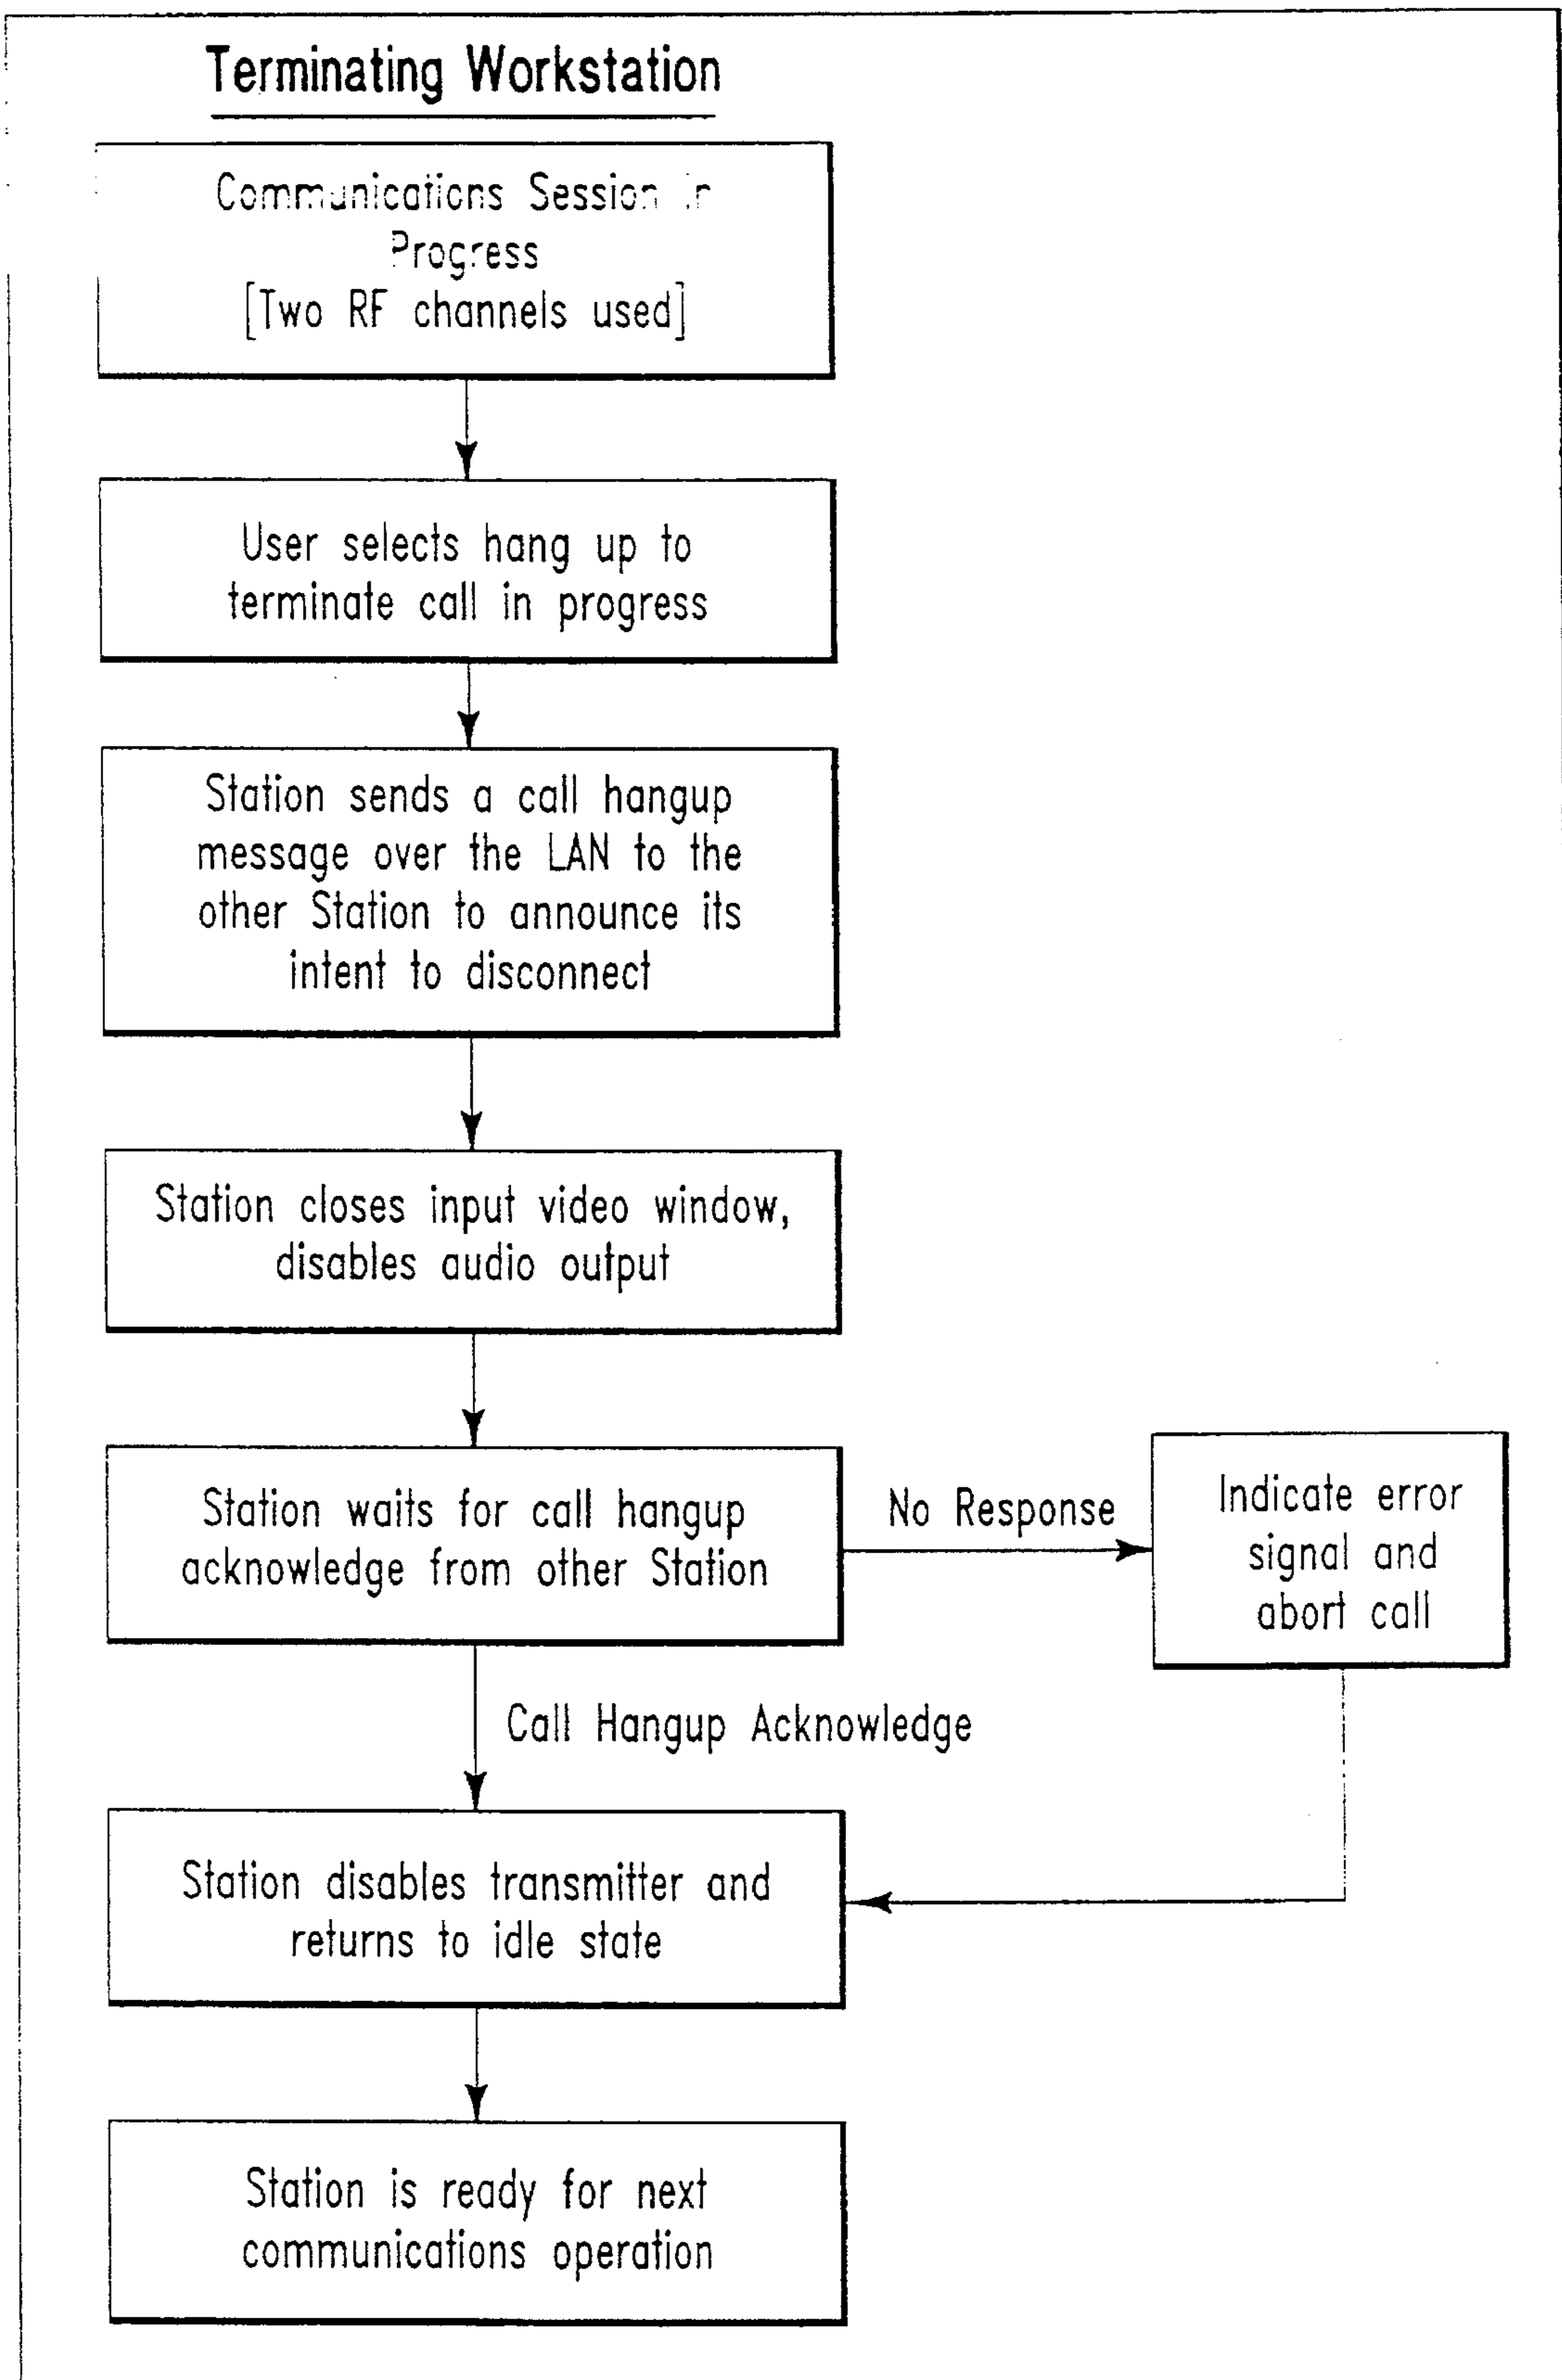 Terminating Workstation
Communications Session in
Progress
[Two RF channels used]
User selects hang up to
terminate call in progress
Station sends a call hangup
message over the LAN to the
other Station to announce its
intent to disconnect
Station closes input video window,
disables audio output
Station waits for call hangup
acknowledge from other Station
No Response
Indicate error
signal and
abort call
Call Hangup Acknowledge
Station disables transmitter and
returns to idle state
Station is ready for next
communications operation